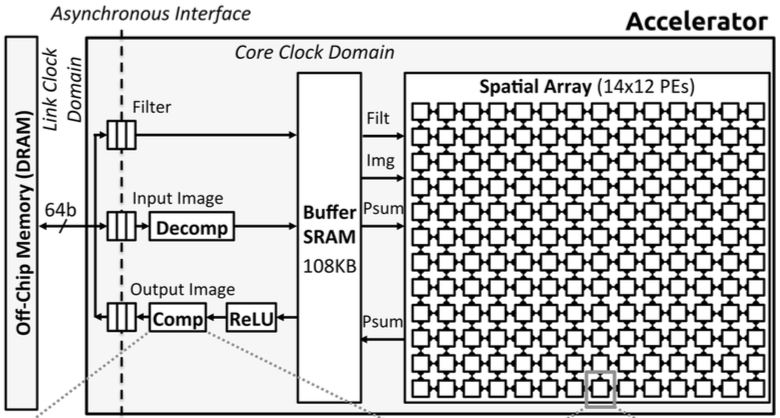 Asynchronous Interface
Accelerator
Core Clock Domain
Link Clock
Domain
Off-Chip Memory (DRAM)
64b
Filter
Input Image
Decomp
Output Image
Comp
ReLU
Buffer
SRAM
108KB
Filt
Img
Psum
Psum
Spatial Array (14x12 PEs)